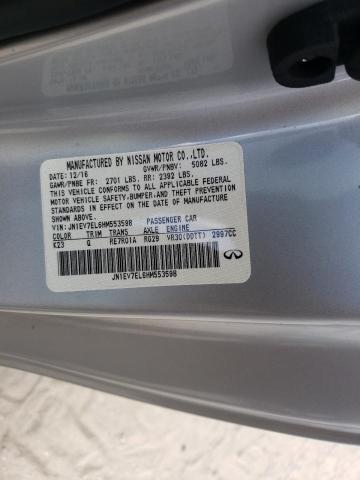 MANUFACTURED BY NISSAN MOTOR CO.,LTD.
DATE: 12/16 GVWR/PNBV: 5082 LBS.
GAWR/PNBE FR: 2701 LBS. RR: 2392 LBS.
THIS VEHICLE CONFORMS TO ALL APPLICABLE FEDERAL
MOTOR VEHICLE SAFETY,BUMPER,AND THEFT PREVENTION
STANDARDS IN EFFECT ON THE DATE OF MANUFACTURE
SHOWN ABOVE.
VIN: JN1EV7EL6HM553598 PASSENGER CAR
COLOR TRIM TRANS AXLE ENGINE
K23 G RE7R01A RG29 VR30(DDTT) 2997CC
JN1EV7EL6HM553598
INFINITI